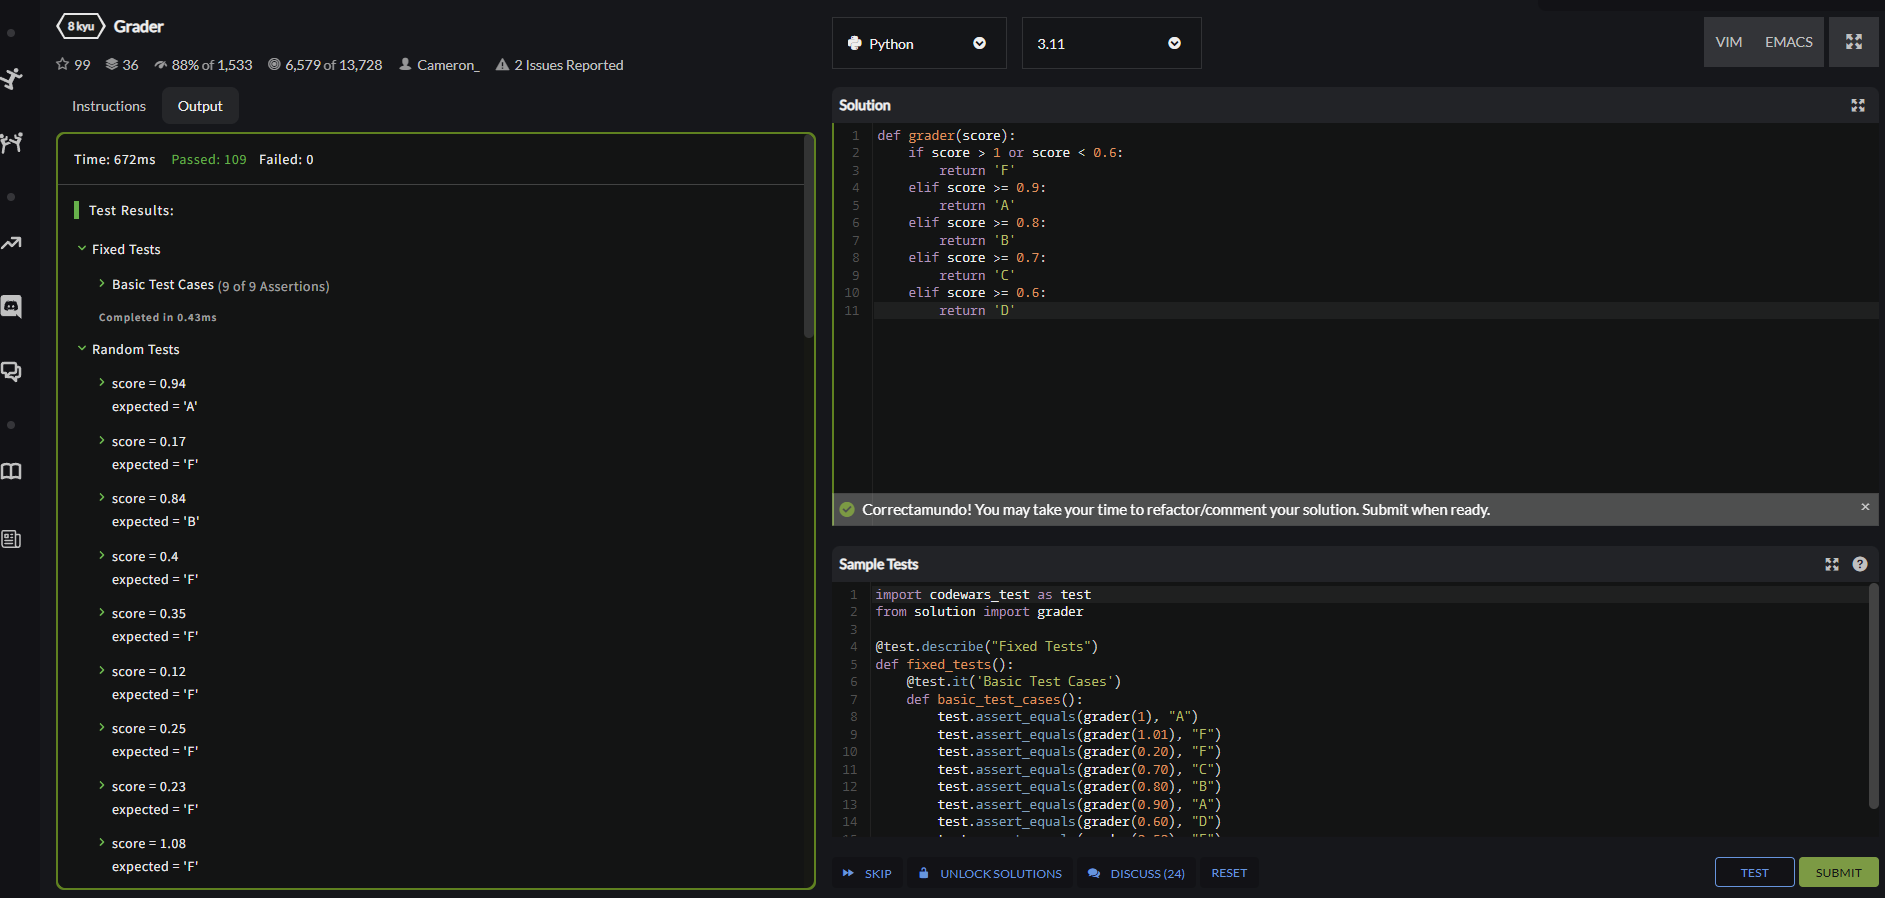 8 kyu Grader
99 36 88% of 1,533 6,579 of 13,728 Cameron_ 2 Issues Reported
Instructions Output
Time: 672ms Passed: 109 Failed: 0
Test Results:
Fixed Tests
Basic Test Cases (9 of 9 Assertions)
Completed in 0.43ms
Random Tests
score = 0.94
expected = 'A'
score = 0.17
expected = 'F'
score = 0.84
expected = 'B'
score = 0.4
expected = 'F'
score = 0.35
expected = 'F'
score = 0.12
expected = 'F'
score = 0.25
expected = 'F'
score = 0.23
expected = 'F'
score = 1.08
expected = 'F'
Python 3.11 VIM EMACS
Solution
1 def grader(score):
2     if score > 1 or score < 0.6:
3         return 'F'
4     elif score >= 0.9:
5         return 'A'
6     elif score >= 0.8:
7         return 'B'
8     elif score >= 0.7:
9         return 'C'
10     elif score >= 0.6:
11         return 'D'
Correctamundo! You may take your time to refactor/comment your solution. Submit when ready. ×
Sample Tests ?
1 import codewars_test as test
2 from solution import grader
3
4 @test.describe("Fixed Tests")
5 def fixed_tests():
6     @test.it('Basic Test Cases')
7     def basic_test_cases():
8         test.assert_equals(grader(1), "A")
9         test.assert_equals(grader(1.01), "F")
10         test.assert_equals(grader(0.20), "F")
11         test.assert_equals(grader(0.70), "C")
12         test.assert_equals(grader(0.80), "B")
13         test.assert_equals(grader(0.90), "A")
14         test.assert_equals(grader(0.60), "D")
SKIP UNLOCK SOLUTIONS DISCUSS (24) RESET TEST SUBMIT